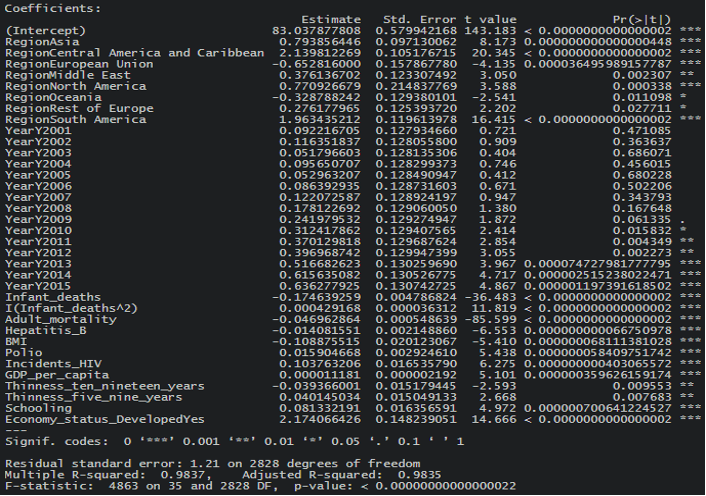 Coefficients:
Estimate Std. Error t value Pr(>|t|)
(Intercept) 83.037877808 0.579942168 143.183 < 0.0000000000000002 ***
RegionAsia 0.793856446 0.097130062 8.173 0.000000000000000448 ***
RegionCentral America and Caribbean 2.139812269 0.105176715 20.345 < 0.0000000000000002 ***
RegionEuropean Union -0.652816000 0.157867780 -4.135 0.000036495989157787 ***
RegionMiddle East 0.376136702 0.123307492 3.050 0.002307 **
RegionNorth America 0.770926679 0.214837769 3.588 0.000338 ***
RegionOceania -0.328788242 0.129380101 -2.541 0.011098 *
RegionRest of Europe 0.276177965 0.125393720 2.202 0.027711 *
RegionSouth America 1.963435212 0.119613978 16.415 < 0.0000000000000002 ***
YearY2001 0.092216705 0.127934660 0.721 0.471085
YearY2002 0.116351837 0.128055800 0.909 0.363637
YearY2003 0.051796603 0.128135306 0.404 0.686071
YearY2004 0.095650707 0.128299373 0.746 0.456015
YearY2005 0.052963207 0.128490947 0.412 0.680228
YearY2006 0.086392935 0.128731603 0.671 0.502206
YearY2007 0.122072587 0.128924197 0.947 0.343793
YearY2008 0.178122692 0.129060050 1.380 0.167648
YearY2009 0.241979532 0.129274947 1.872 0.061335 .
YearY2010 0.312417862 0.129407565 2.414 0.015832 *
YearY2011 0.370129818 0.129687624 2.854 0.004349 **
YearY2012 0.396968742 0.129947399 3.055 0.002273 **
YearY2013 0.516682623 0.130259690 3.967 0.000074727981777795 ***
YearY2014 0.615635082 0.130526775 4.717 0.000002515238022471 ***
YearY2015 0.636277925 0.130742725 4.867 0.000001197391618502 ***
Infant_deaths -0.174639259 0.004786824 -36.483 < 0.0000000000000002 ***
I(Infant_deaths^2) 0.000429168 0.000036312 11.819 < 0.0000000000000002 ***
Adult_mortality -0.046962864 0.000548639 -85.599 < 0.0000000000000002 ***
Hepatitis_B -0.014081551 0.002148860 -6.553 0.000000000066750978 ***
BMI -0.108875515 0.020123067 -5.410 0.000000068111381028 ***
Polio 0.015904668 0.002924610 5.438 0.000000058409751742 ***
Incidents_HIV 0.103763206 0.016535790 6.275 0.000000000403065572 ***
GDP_per_capita 0.000011181 0.000002192 5.101 0.000000359626159174 ***
Thinness_ten_nineteen_years -0.039366001 0.015179445 -2.593 0.009553 **
Thinness_five_nine_years 0.040145034 0.015049133 2.668 0.007683 **
Schooling 0.081332191 0.016356591 4.972 0.000000700641224527 ***
Economy_status_DevelopedYes 2.174066426 0.148239051 14.666 < 0.0000000000000002 ***
---
Signif. codes: 0 ‘***’ 0.001 ‘**’ 0.01 ‘*’ 0.05 ‘.’ 0.1 ‘ ’ 1
Residual standard error: 1.21 on 2828 degrees of freedom
Multiple R-squared: 0.9837, Adjusted R-squared: 0.9835
F-statistic: 4863 on 35 and 2828 DF, p-value: < 0.00000000000000022